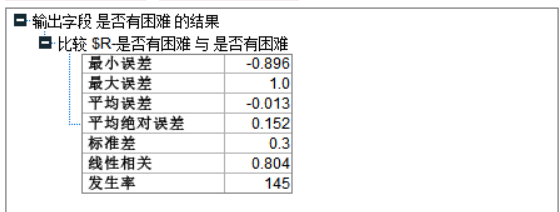 输出字段 是否有困难 的结果
比较 $R-是否有困难 与 是否有困难
最小误差 -0.896
最大误差 1.0
平均误差 -0.013
平均绝对误差 0.152
标准差 0.3
线性相关 0.804
发生率 145